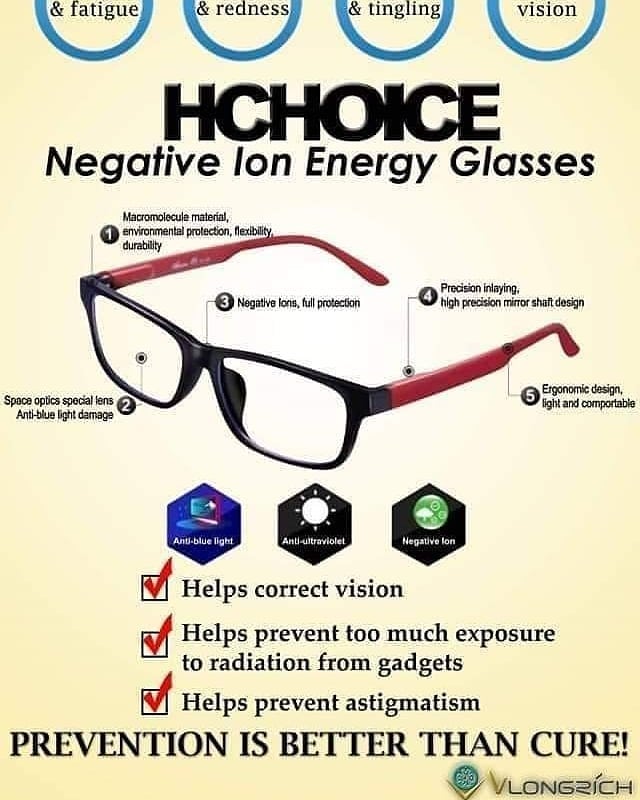 & fatigue
& redness
& tingling
vision
HCHOICE
Negative Ion Energy Glasses
1
Macromolecule material,
environmental protection, flexibility,
durability
3 Negative Ions, full protection
4
Precision inlaying,
high precision mirror shaft design
Space optics special lens
Anti-blue light damage
2
5
Ergonomic design,
light and comportable
Anti-blue light
Anti-ultraviolet
Negative Ion
Helps correct vision
Helps prevent too much exposure
to radiation from gadgets
Helps prevent astigmatism
PREVENTION IS BETTER THAN CURE!
VLONGRÍCH